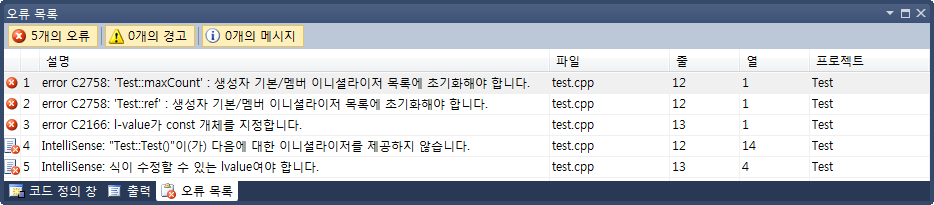 오류 목록
5개의 오류 0개의 경고 0개의 메시지
설명 파일 줄 열 프로젝트
1 error C2758: 'Test::maxCount' : 생성자 기본/멤버 이니셜라이저 목록에 초기화해야 합니다. test.cpp 12 1 Test
2 error C2758: 'Test::ref' : 생성자 기본/멤버 이니셜라이저 목록에 초기화해야 합니다. test.cpp 12 1 Test
3 error C2166: l-value가 const 개체를 지정합니다. test.cpp 13 1 Test
4 IntelliSense: "Test::Test()"이(가) 다음에 대한 이니셜라이저를 제공하지 않습니다. test.cpp 12 14 Test
5 IntelliSense: 식이 수정할 수 있는 lvalue여야 합니다. test.cpp 13 4 Test
코드 정의 창 출력 오류 목록